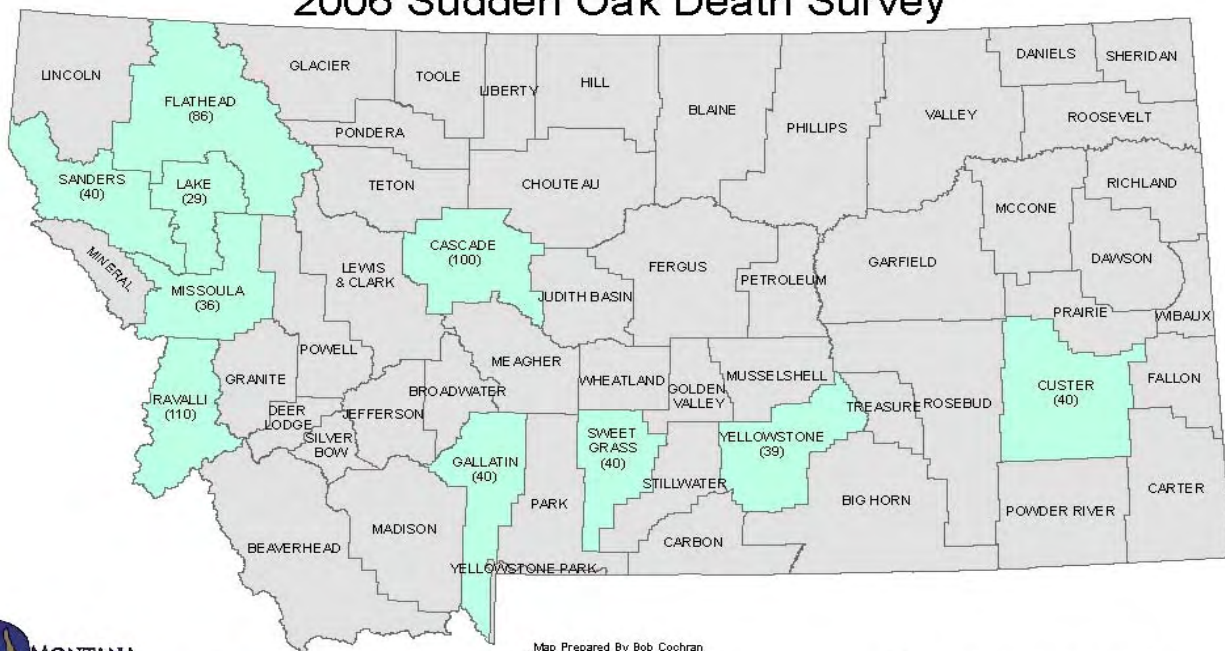 2006 Sudden Oak Death Survey
LINCOLN
FLATHEAD
(86)
GLACIER
TOOLE
LIBERTY
HILL
BLAINE
PHILLIPS
VALLEY
DANIELS
SHERIDAN
ROOSEVELT
PONDERA
SANDERS
(40)
LAKE
(29)
TETON
CHOUTEAU
RICHLAND
MCCONE
MINERAL
MISSOULA
(36)
LEWIS
& CLARK
CASCADE
(100)
JUDITH BASIN
FERGUS
PETROLEUM
GARFIELD
DAWSON
PRAIRIE
WIBAUX
RAVALLI
(110)
GRANITE
POWELL
DEER
LODGE
SILVER
BOW
JEFFERSON
BROADWATER
MEAGHER
WHEATLAND
GOLDEN
VALLEY
MUSSELSHELL
TREASURE
ROSEBUD
CUSTER
(40)
FALLON
GALLATIN
(40)
SWEET
GRASS
(40)
STILLWATER
YELLOWSTONE
(39)
BEAVERHEAD
MADISON
PARK
YELLOWSTONE PARK
CARBON
BIG HORN
POWDER RIVER
CARTER
MONTANA
Map Prepared By Bob Cochran